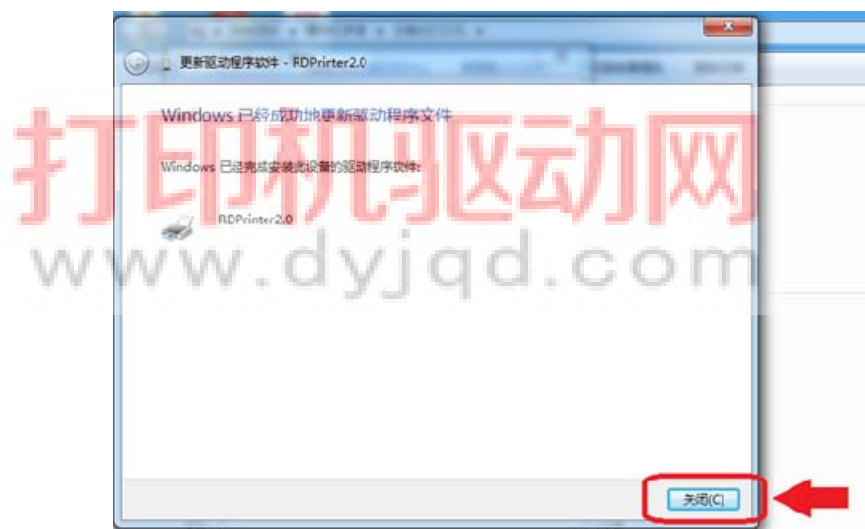 更新驱动程序软件 - RDPrinter2.0
Windows 已经成功地更新驱动程序文件
Windows 已经完成安装此设备的驱动程序软件:
RDPrinter2.0
打印机驱动网
www.dyjqd.com
关闭(C)